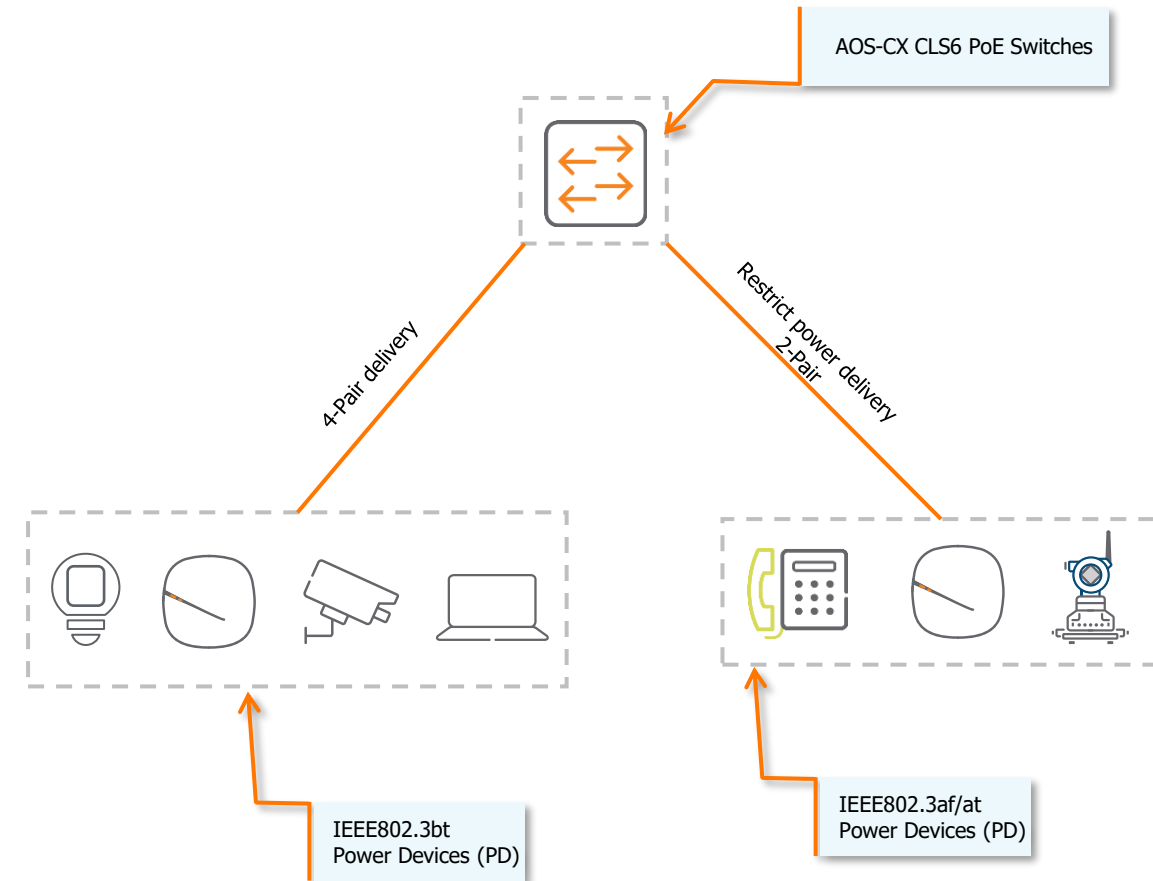 AOS-CX CLS6 PoE Switches
4-Pair delivery
Restrict power delivery
2-Pair
IEEE802.3bt
Power Devices (PD)
IEEE802.3af/at
Power Devices (PD)